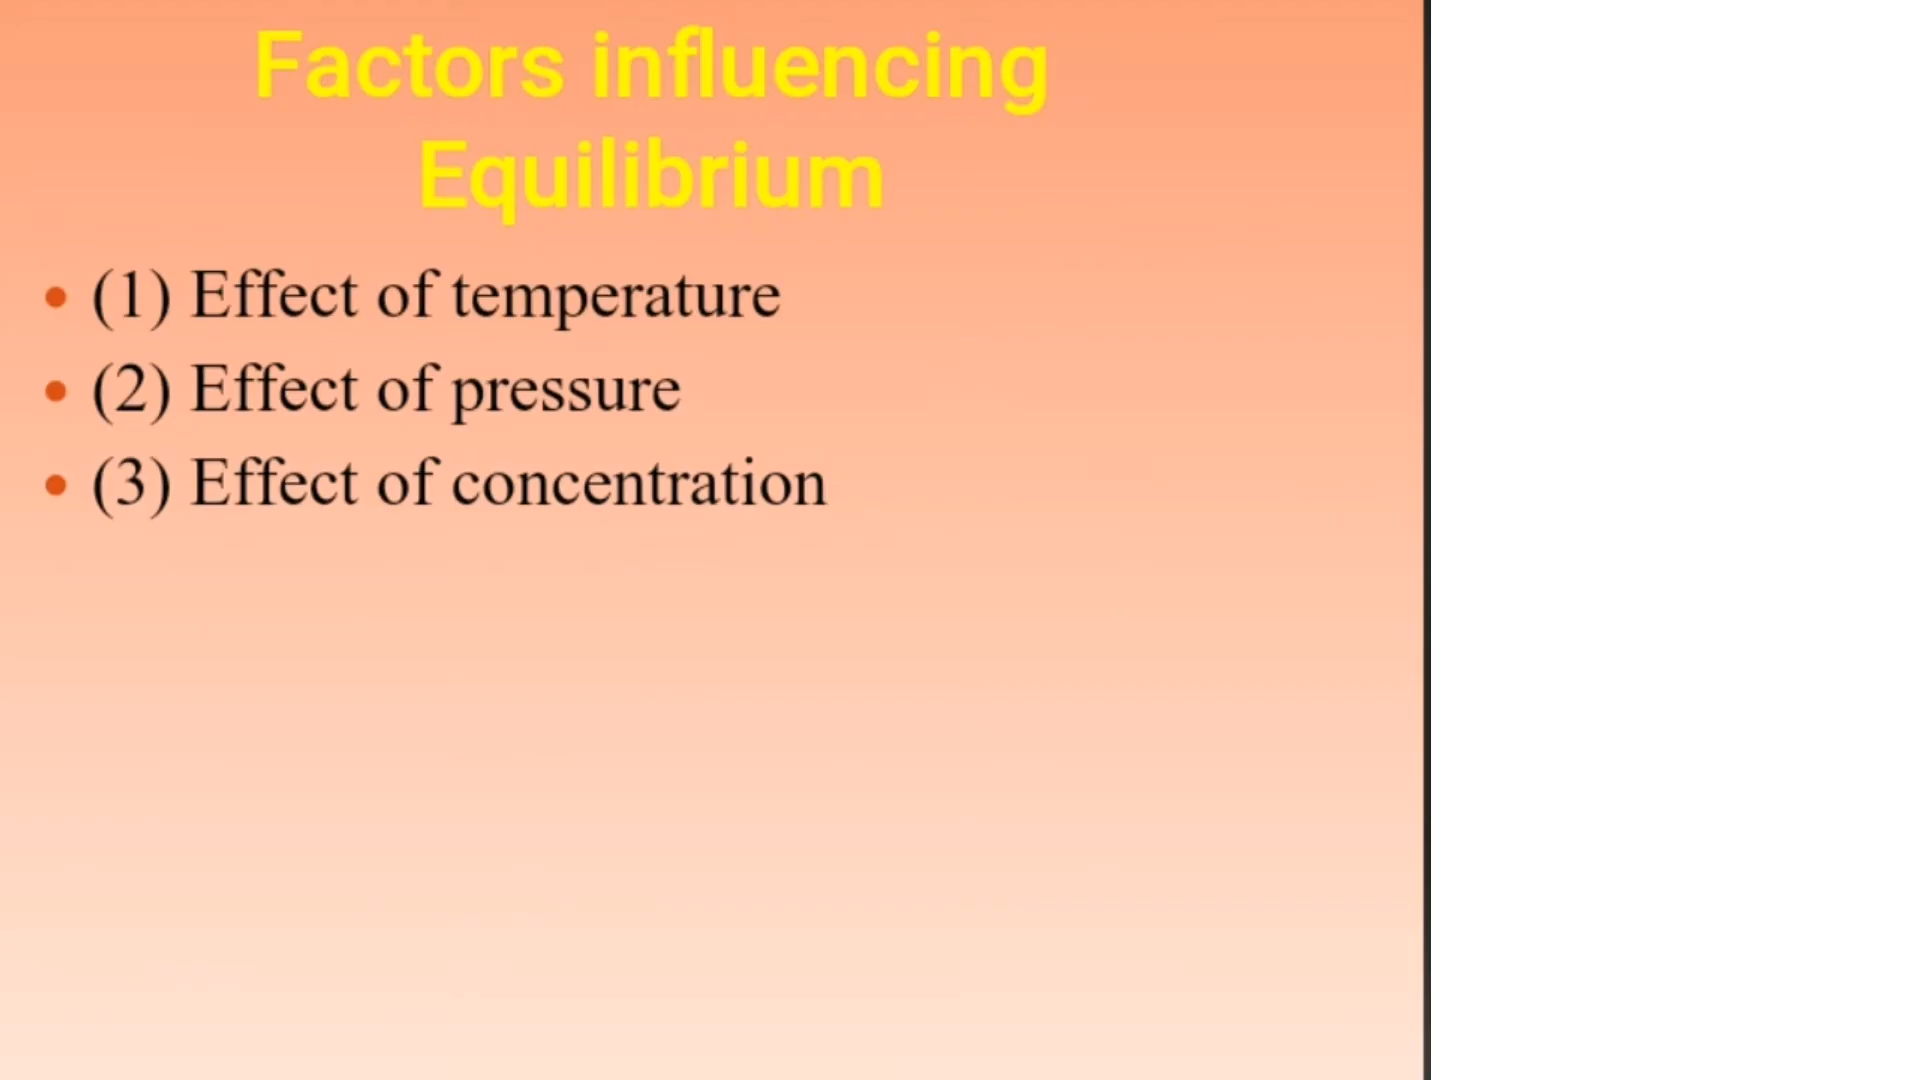 Factors influencing
Equilibrium
• (1) Effect of temperature
• (2) Effect of pressure
• (3) Effect of concentration